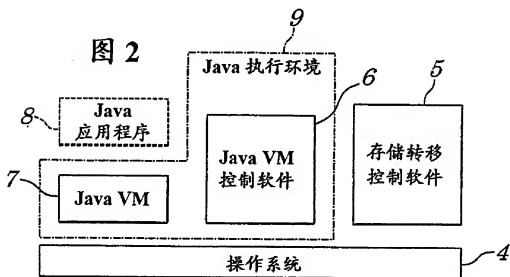 图 2
9
Java 执行环境
8
Java
应用程序
6
Java VM
控制软件
5
存储转移
控制软件
7
Java VM
操作系统
4